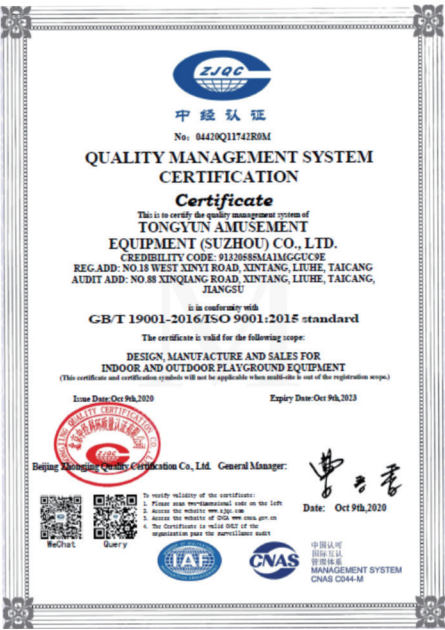 ZJQC
中经认证
No: 04420Q11742R0M
QUALITY MANAGEMENT SYSTEM
CERTIFICATION
Certificate
This is to certify the quality management system of
TONGYUN AMUSEMENT
EQUIPMENT (SUZHOU) CO., LTD.
CREDIBILITY CODE: 91320585MA1MGGUC9E
REG.ADD: NO.18 WEST XINYI ROAD, XINTANG, LIUHE, TAICANG
AUDIT ADD: NO.88 XINQIANG ROAD, XINTANG, LIUHE, TAICANG,
JIANGSU
is in conformity with
GB/T 19001-2016/ISO 9001:2015 standard
The certificate is valid for the following scope:
DESIGN, MANUFACTURE AND SALES FOR
INDOOR AND OUTDOOR PLAYGROUND EQUIPMENT
(This certificate and certification symbols will not be applicable when multi-site is out of the registration scope.)
Issue Date:Oct 9th,2020 Expiry Date:Oct 9th,2023
ZJQC
Beijing Zhongjing Quality Certification Co., Ltd. General Manager:
Date: Oct 9th,2020
To verify validity of the certificate:
1. Please scan two-dimensional code on the left
2. Access the website www.zjqc.com
3. Access the website of CNCA www.cnca.gov.cn
4. The Certificate is valid ONLY if the
organization pass the surveillance audit
WeChat Query
IAF
CNAS
中国认可
国际互认
管理体系
MANAGEMENT SYSTEM
CNAS C044-M